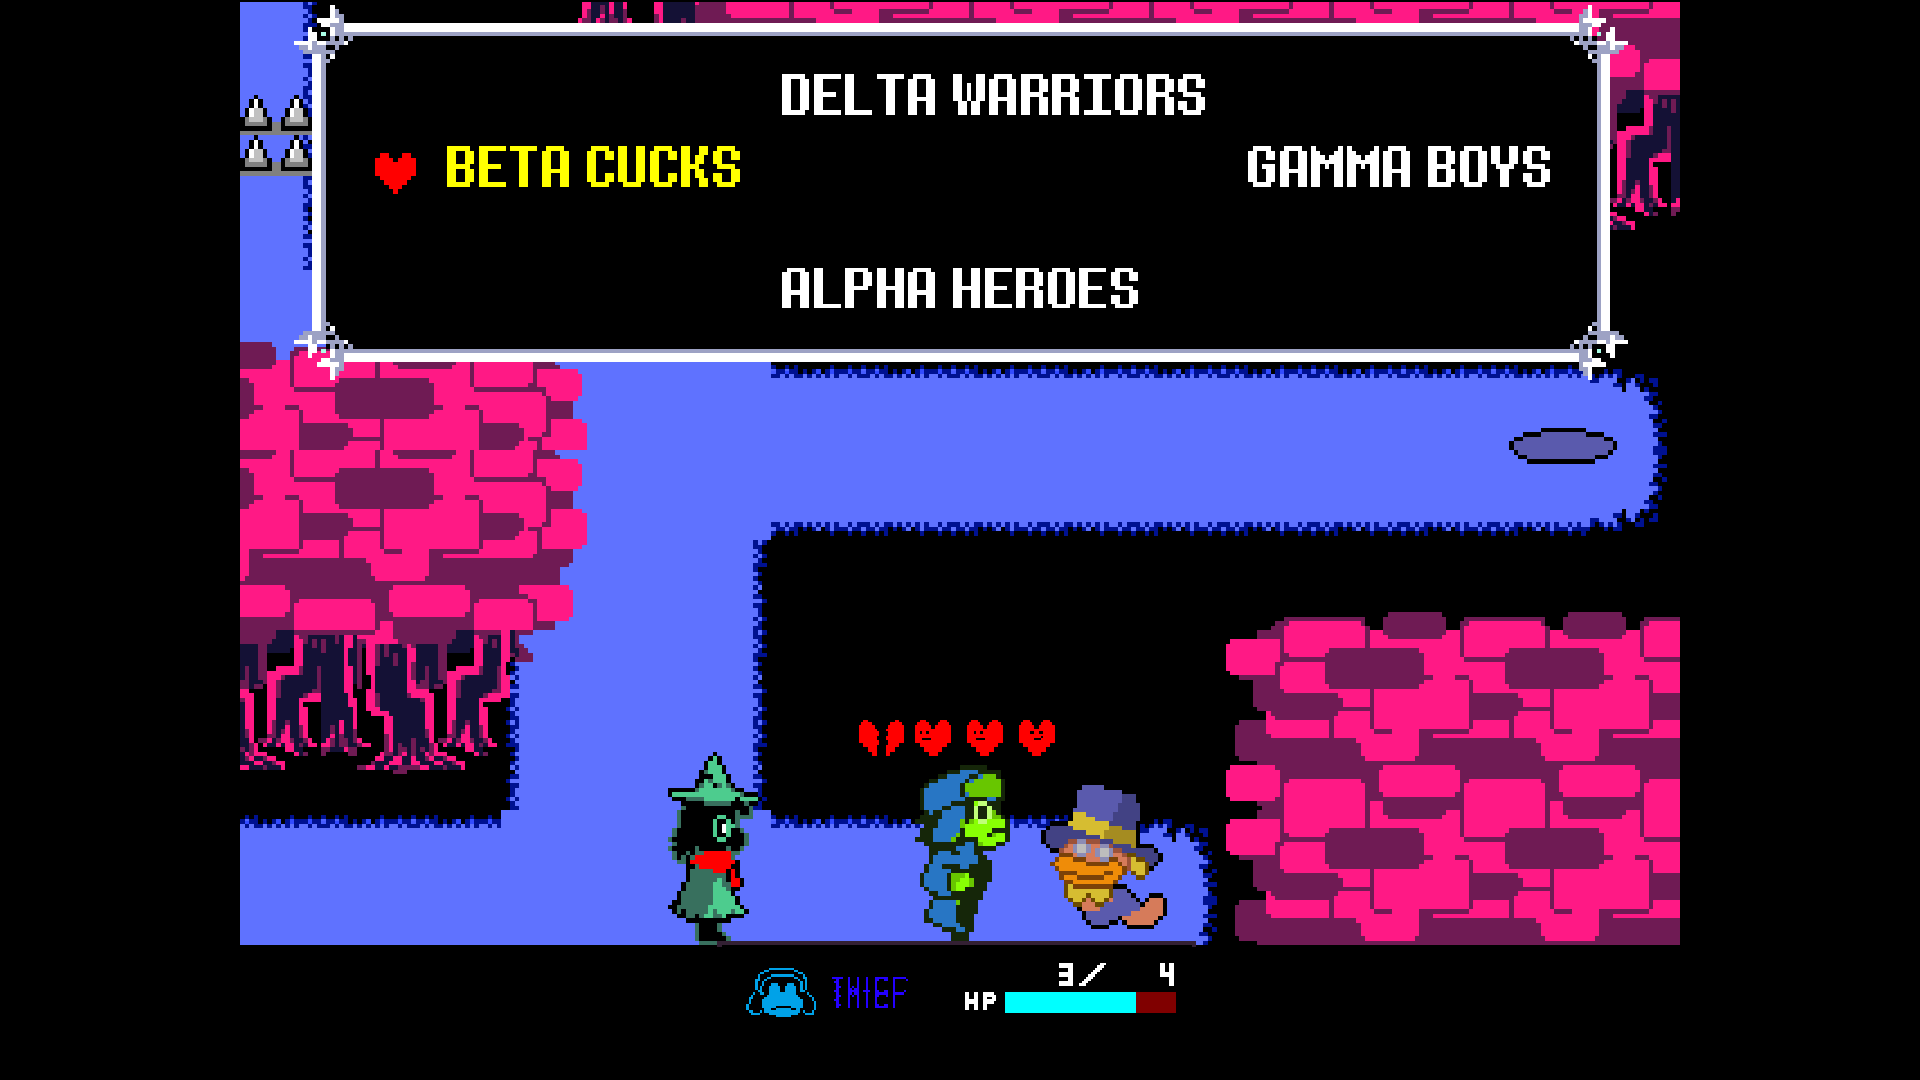 DELTA WARRIORS
BETA CUCKS
GAMMA BOYS
ALPHA HEROES
THIEF
3/ 4
HP